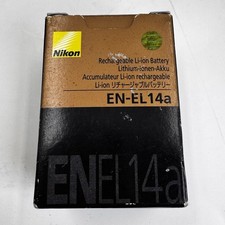 Nikon
Rechargeable Li-ion Battery
Lithium-Ionen-Akku
Accumulateur Li-ion rechargeable
Li-ion リチャージャブルバッテリー
EN-EL14a
ENEL14a